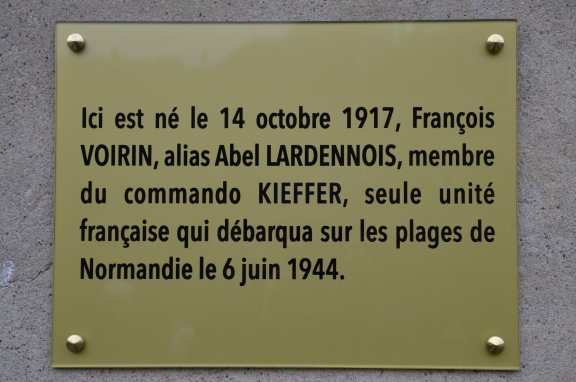 Ici est né le 14 octobre 1917, François
VOIRIN, alias Abel LARDENNOIS, membre
du commando KIEFFER, seule unité
française qui débarqua sur les plages de
Normandie le 6 juin 1944.